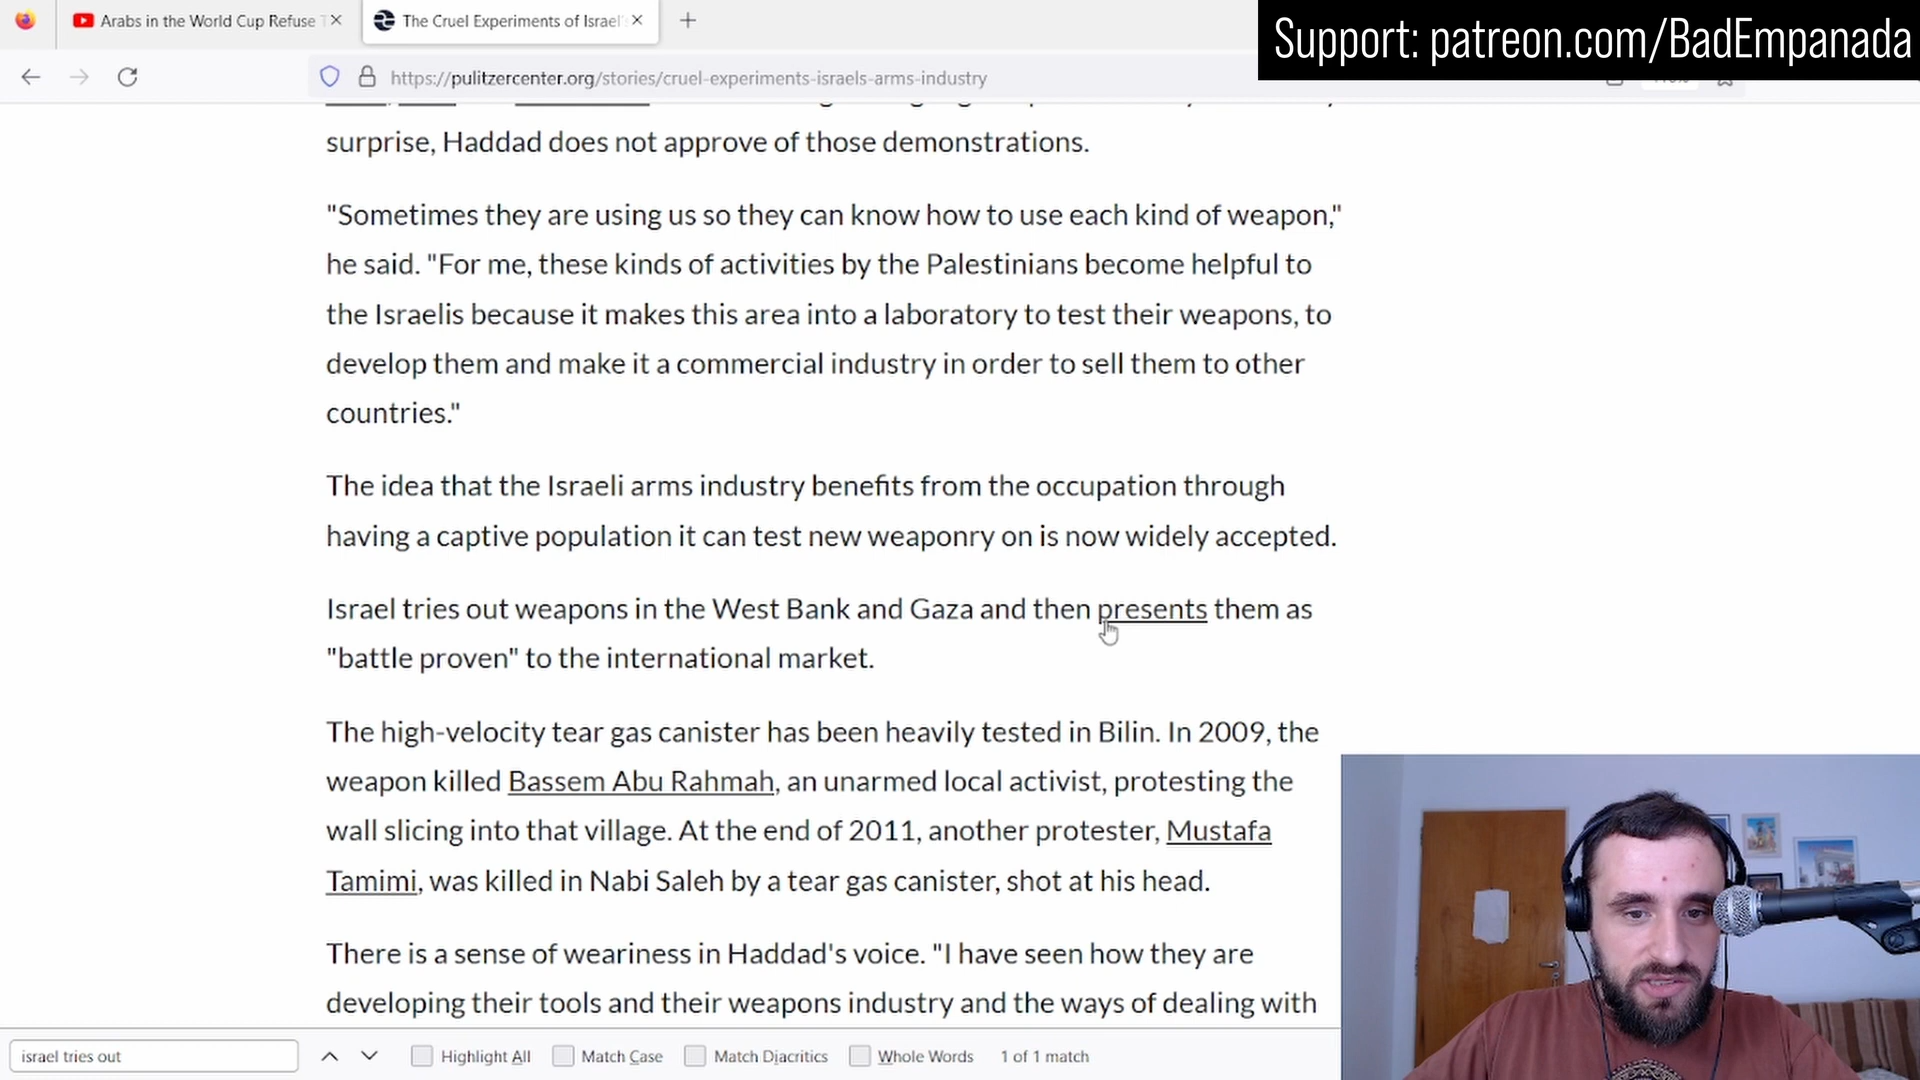 Arabs in the World Cup Refuse T
The Cruel Experiments of Israel'
Support: patreon.com/BadEmpanada
https://pulitzercenter.org/stories/cruel-experiments-israels-arms-industry
surprise, Haddad does not approve of those demonstrations.
"Sometimes they are using us so they can know how to use each kind of weapon,"
he said. "For me, these kinds of activities by the Palestinians become helpful to
the Israelis because it makes this area into a laboratory to test their weapons, to
develop them and make it a commercial industry in order to sell them to other
countries."
The idea that the Israeli arms industry benefits from the occupation through
having a captive population it can test new weaponry on is now widely accepted.
Israel tries out weapons in the West Bank and Gaza and then presents them as
"battle proven" to the international market.
The high-velocity tear gas canister has been heavily tested in Bilin. In 2009, the
weapon killed Bassem Abu Rahmah, an unarmed local activist, protesting the
wall slicing into that village. At the end of 2011, another protester, Mustafa
Tamimi, was killed in Nabi Saleh by a tear gas canister, shot at his head.
There is a sense of weariness in Haddad's voice. "I have seen how they are
developing their tools and their weapons industry and the ways of dealing with
israel tries out
Highlight All
Match Case
Match Diacritics
Whole Words
1 of 1 match